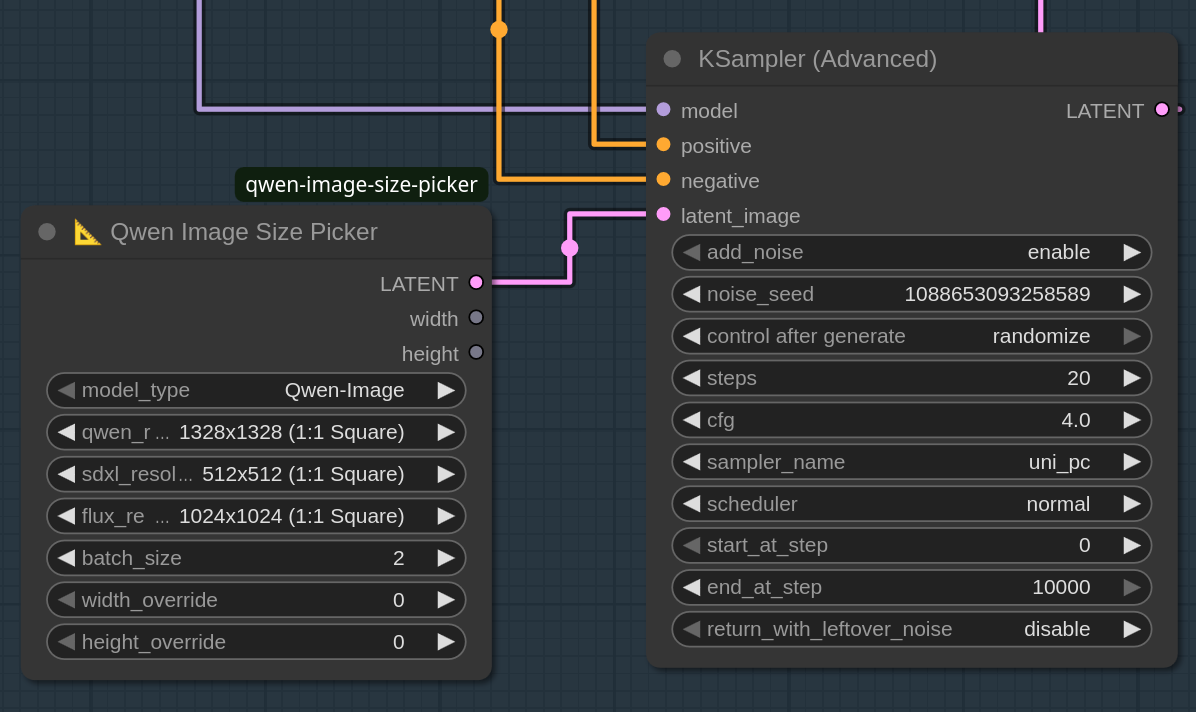 KSampler (Advanced)
model
LATENT
positive
negative
latent_image
add_noise enable
noise_seed 1088653093258589
control after generate randomize
steps 20
cfg 4.0
sampler_name uni_pc
scheduler normal
start_at_step 0
end_at_step 10000
return_with_leftover_noise disable
qwen-image-size-picker
Qwen Image Size Picker
LATENT
width
height
model_type Qwen-Image
qwen_r ... 1328x1328 (1:1 Square)
sdxl_resol... 512x512 (1:1 Square)
flux_re ... 1024x1024 (1:1 Square)
batch_size 2
width_override 0
height_override 0